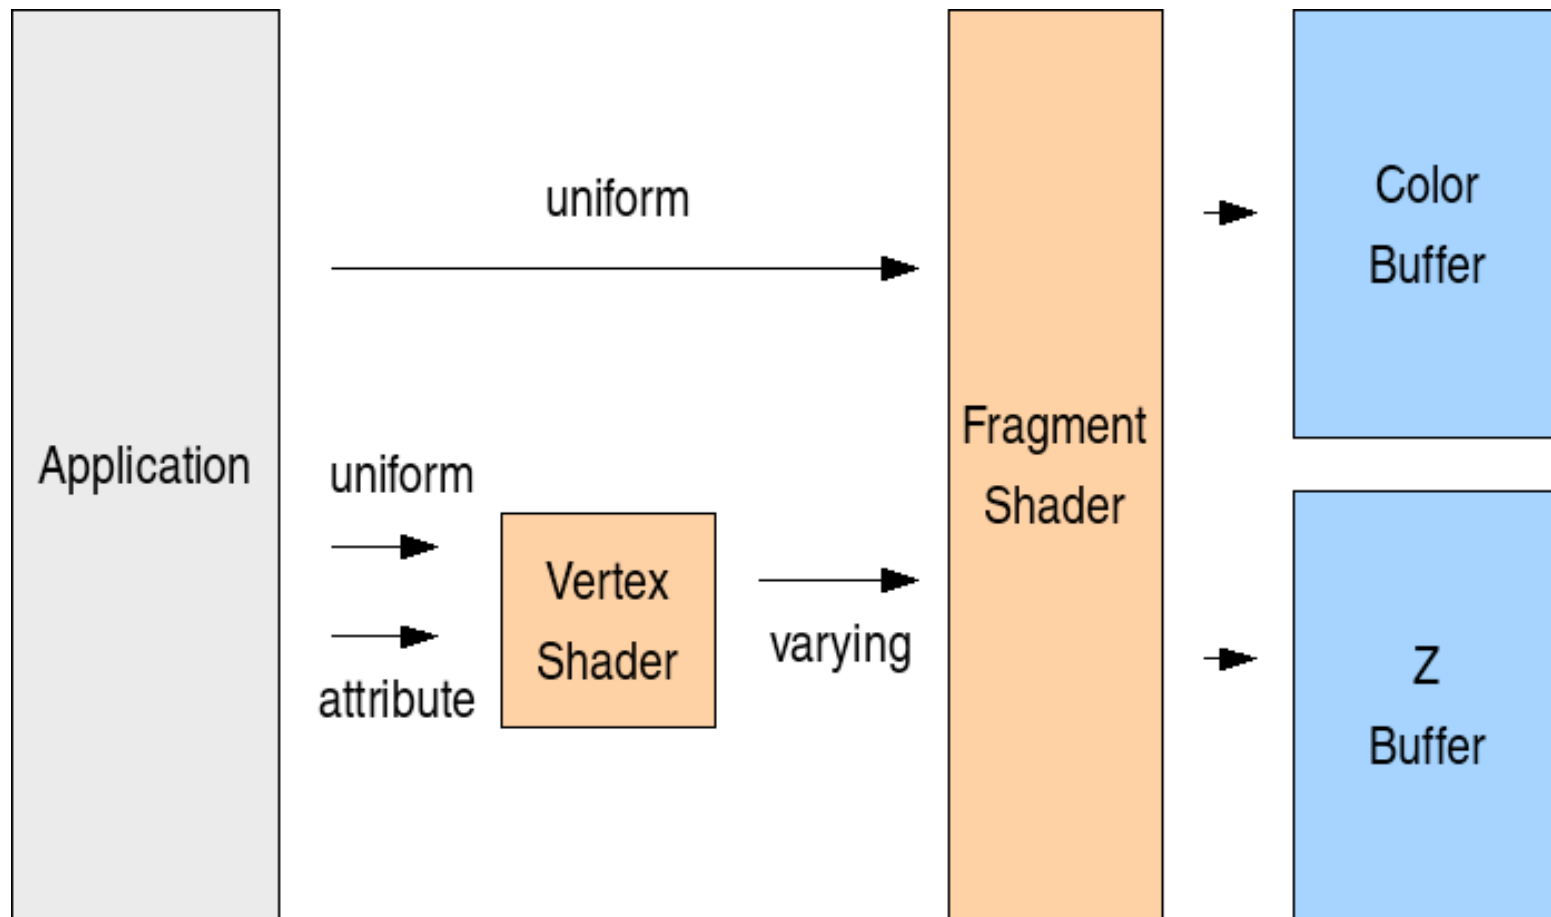 Application
uniform
uniform
attribute
Vertex
Shader
varying
Fragment
Shader
Color
Buffer
Z
Buffer